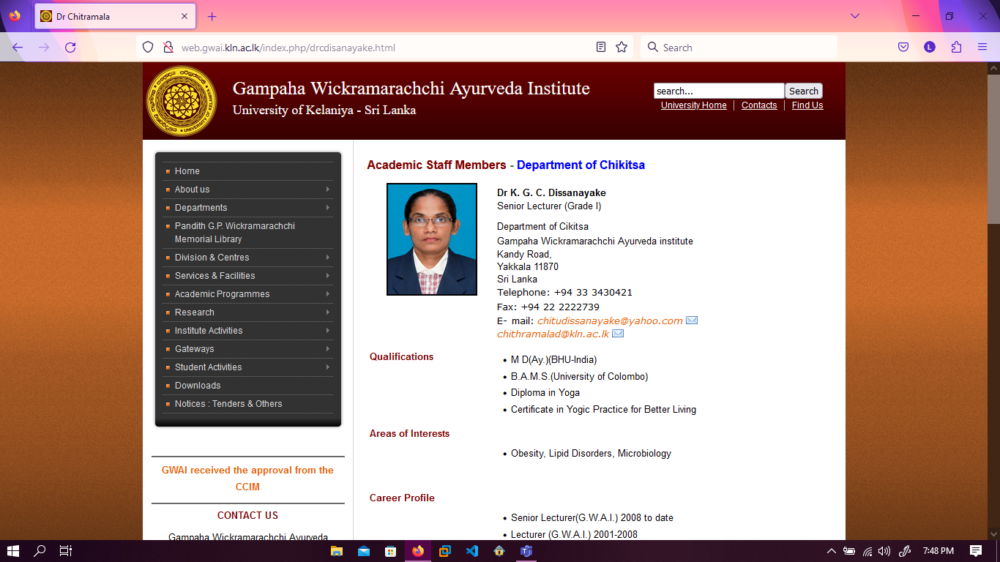 Dr Chitramala
web.gwai.kln.ac.lk/index.php/drcdisanayake.html
Search
L
Gampaha Wickramarachchi Ayurveda Institute
University of Kelaniya - Sri Lanka
search...
Search
University Home
Contacts
Find Us
Home
About us
Departments
Pandith G.P. Wickramarachchi
Memorial Library
Division & Centres
Services & Facilities
Academic Programmes
Research
Institute Activities
Gateways
Student Activities
Downloads
Notices : Tenders & Others
GWAI received the approval from the
CCIM
CONTACT US
Gampaha Wickramarachchi Ayurveda
Academic Staff Members - Department of Chikitsa
Dr K. G. C. Dissanayake
Senior Lecturer (Grade I)
Department of Cikitsa
Gampaha Wickramarachchi Ayurveda institute
Kandy Road,
Yakkala 11870
Sri Lanka
Telephone: +94 33 3430421
Fax: +94 22 2222739
E- mail: chitudissanayake@yahoo.com
chithramalad@kln.ac.lk
Qualifications
• M D(Ay.)(BHU-India)
• B.A.M.S.(University of Colombo)
• Diploma in Yoga
• Certificate in Yogic Practice for Better Living
Areas of Interests
• Obesity, Lipid Disorders, Microbiology
Career Profile
• Senior Lecturer(G.W.A.I.) 2008 to date
• Lecturer (G.W.A.I.) 2001-2008
7:48 PM